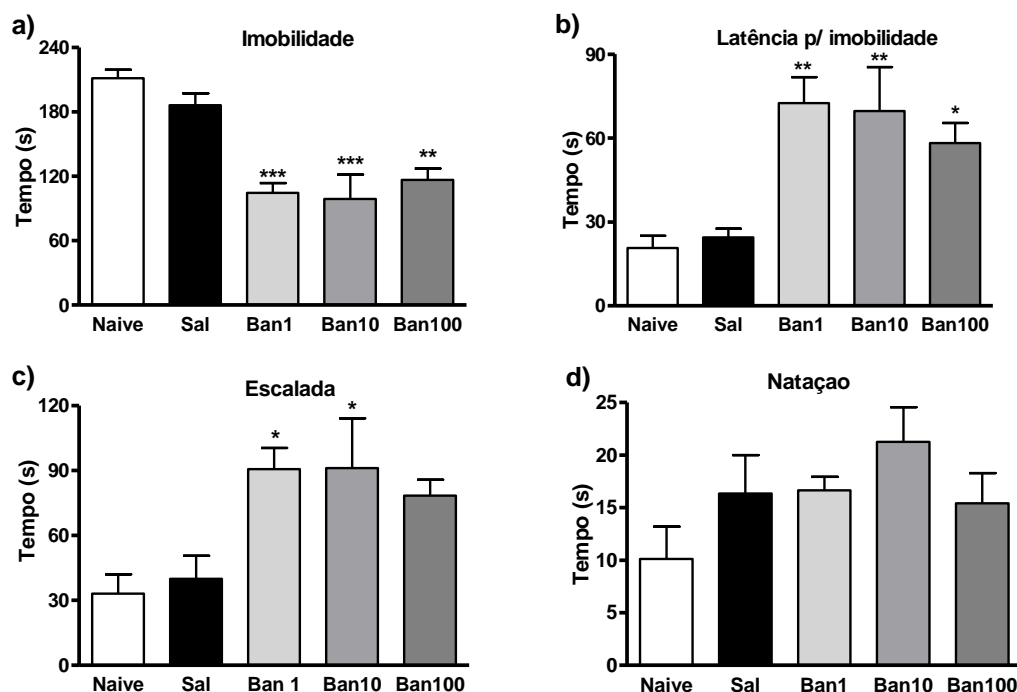 a)
Imobilidade
Tempo (s)
240
180
120
60
0
***
***
**
Naive Sal Ban1 Ban10 Ban100
b)
Latência p/ imobilidade
Tempo (s)
90
60
30
0
**
**
*
Naive Sal Ban1 Ban10 Ban100
c)
Escalada
Tempo (s)
120
90
60
30
0
*
*
Naive Sal Ban 1 Ban10 Ban100
d)
Nataçao
Tempo (s)
25
20
15
10
5
0
Naive Sal Ban1 Ban10 Ban100